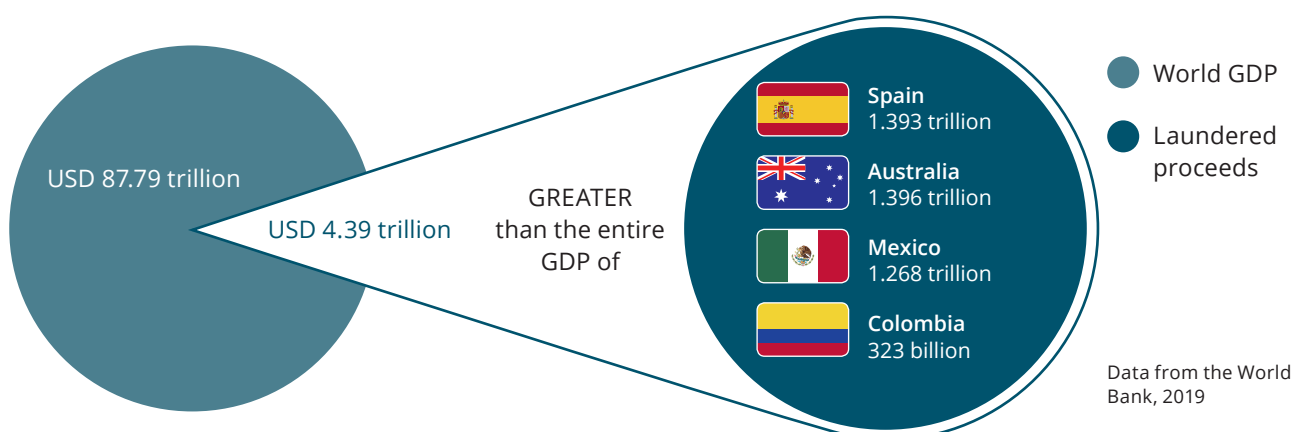 USD 87.79 trillion
USD 4.39 trillion
GREATER
than the entire
GDP of
Spain
1.393 trillion
Australia
1.396 trillion
Mexico
1.268 trillion
Colombia
323 billion
World GDP
Laundered
proceeds
Data from the World
Bank, 2019